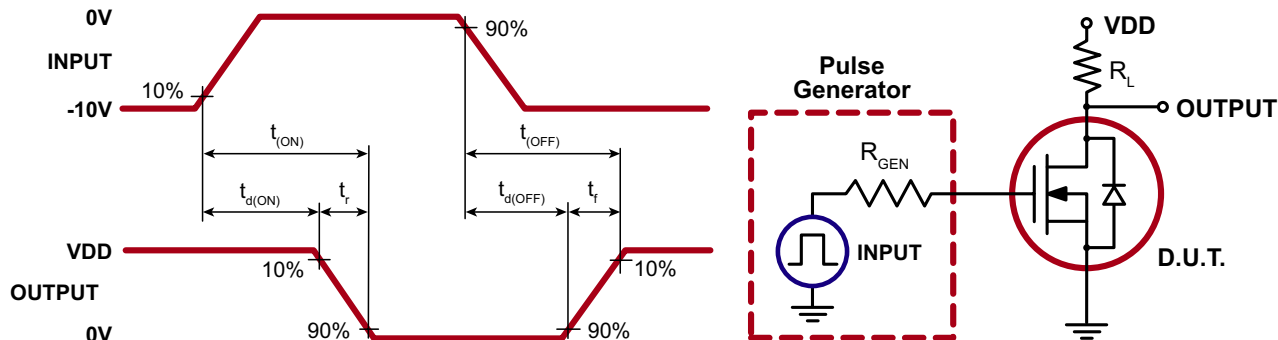 0V
INPUT
-10V
10%
90%
t(ON)
t(OFF)
td(ON)
tr
td(OFF)
tf
VDD
OUTPUT
0V
10%
90%
90%
10%
Pulse
Generator
RGEN
INPUT
VDD
RL
OUTPUT
D.U.T.